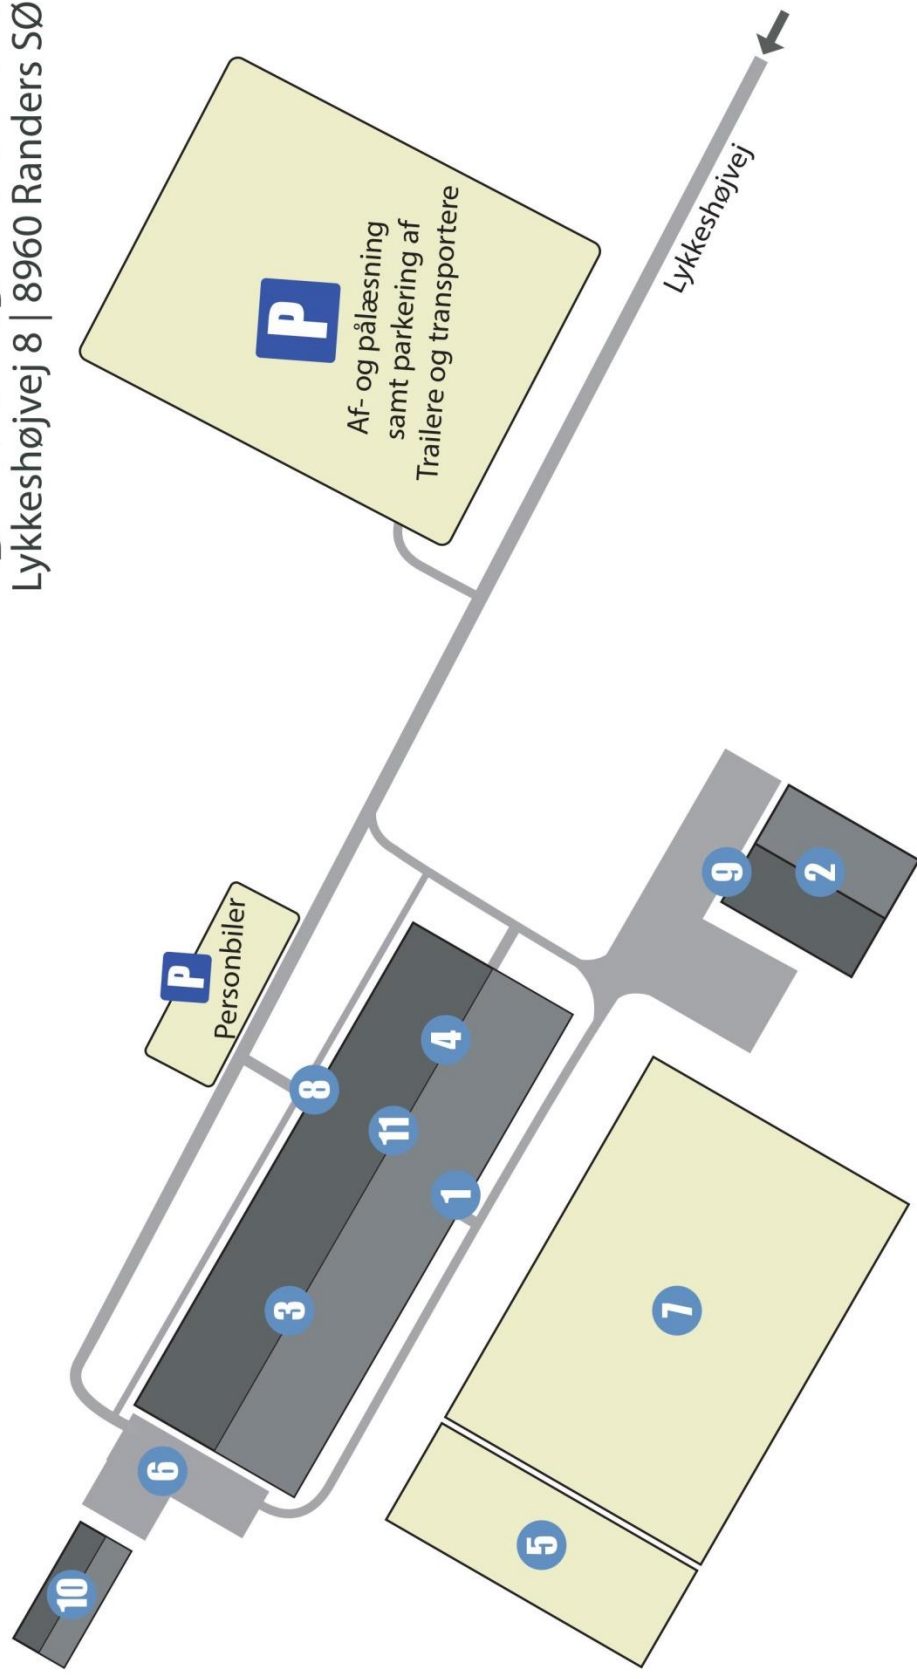 Lykkeshøjvej 8 | 8960 Randers SØ
P
Af- og pålæsning
samt parkering af
Trailere og transportere
Lykkeshøjvej
P
Personbiler
8
9
2
4
11
1
3
7
6
5
10